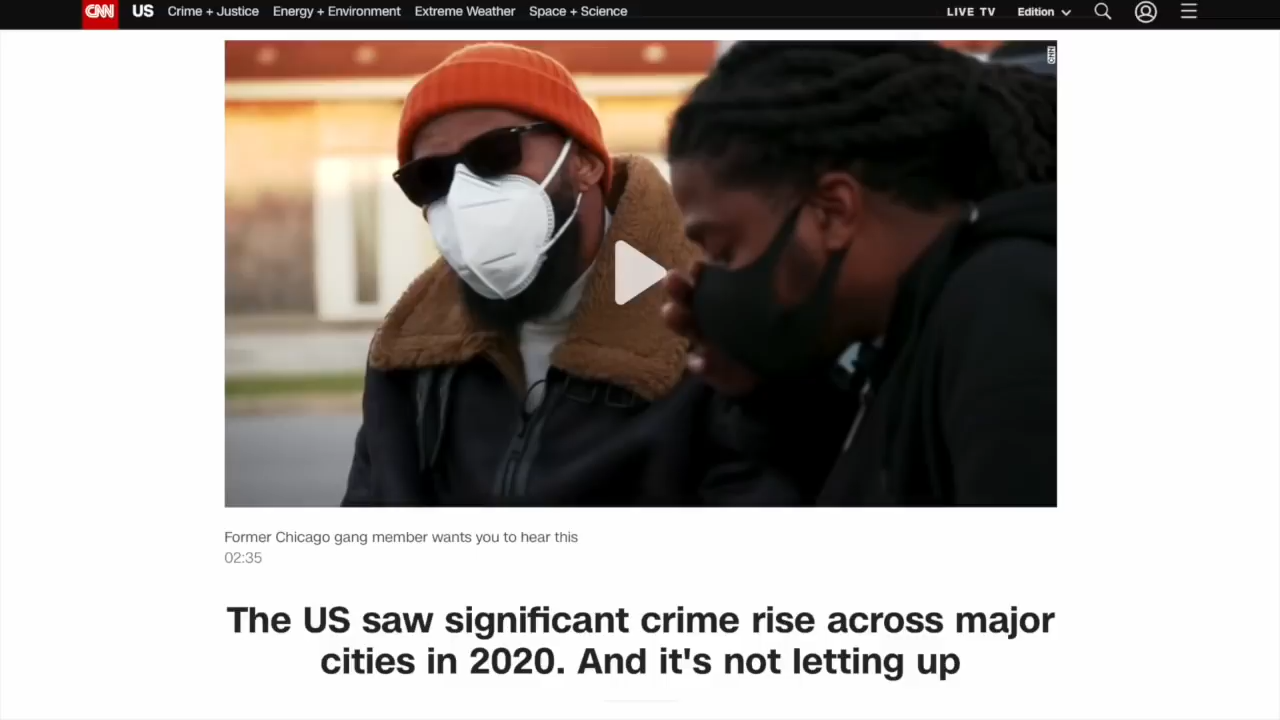 CNN US Crime + Justice Energy + Environment Extreme Weather Space + Science LIVE TV Edition
CNN
Former Chicago gang member wants you to hear this
02:35
The US saw significant crime rise across major
cities in 2020. And it's not letting up